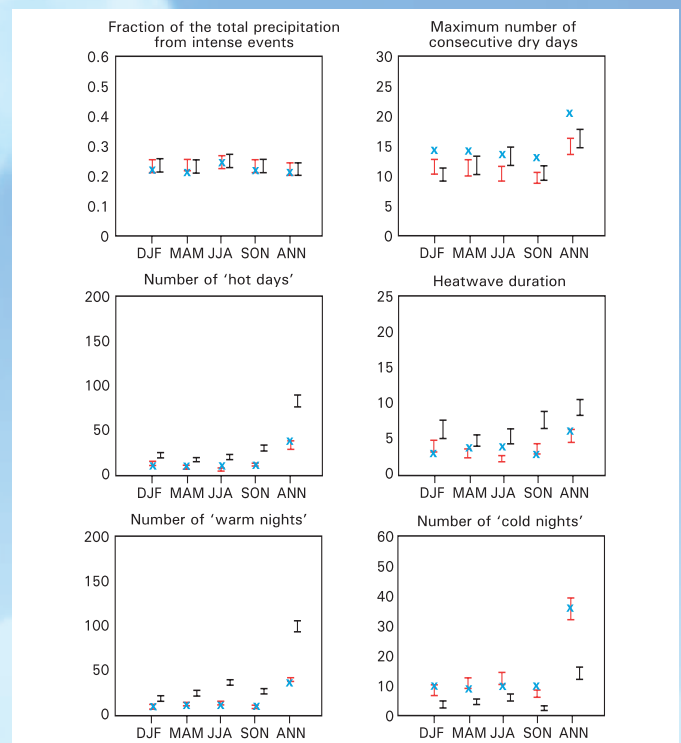 Fraction of the total precipitation
from intense events
0.6
0.5
0.4
0.3
0.2
0.1
0
DJF MAM JJA SON ANN
Maximum number of
consecutive dry days
30
25
20
15
10
5
0
DJF MAM JJA SON ANN
Number of ‘hot days’
200
150
100
50
0
DJF MAM JJA SON ANN
Heatwave duration
25
20
15
10
5
0
DJF MAM JJA SON ANN
Number of ‘warm nights’
200
150
100
50
0
DJF MAM JJA SON ANN
Number of ‘cold nights’
60
50
40
30
20
10
0
DJF MAM JJA SON ANN